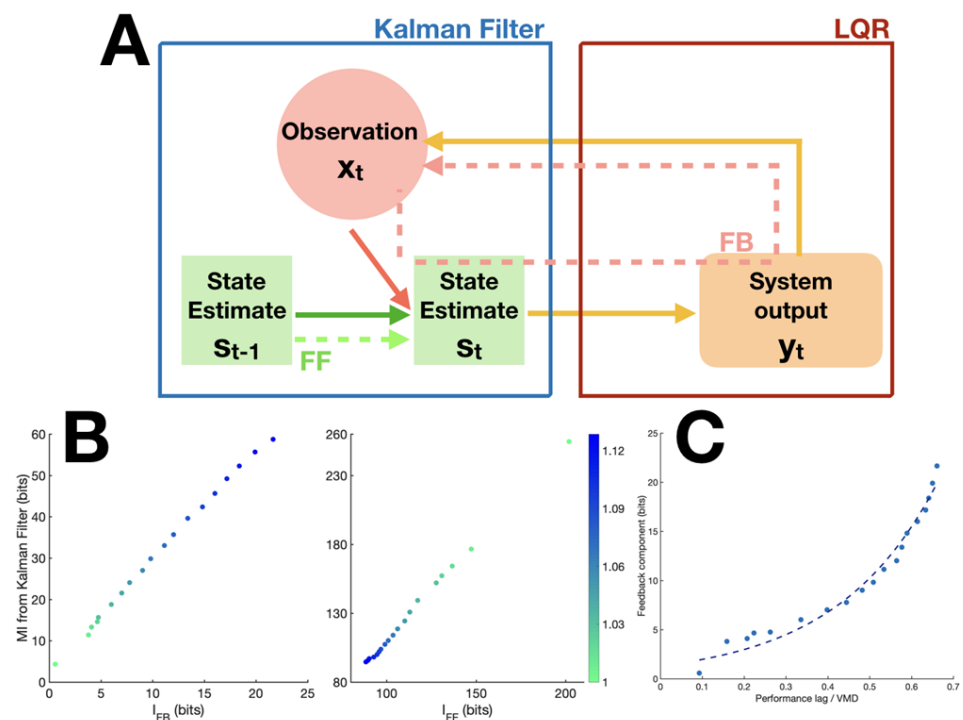 A
Kalman Filter
LQR
Observation
xt
FB
State
Estimate
st-1
FF
State
Estimate
st
System
output
yt
B
MI from Kalman Filter (bits)
60
50
40
30
20
10
0
0 5 10 15 20 25
IFB (bits)
260
230
180
130
80
100 150 200
IFF (bits)
1.12
1.09
1.06
1.03
1
C
Feedback component (bits)
25
20
15
10
5
0
0 0.1 0.2 0.3 0.4 0.5 0.6 0.7
Performance lag / VMD